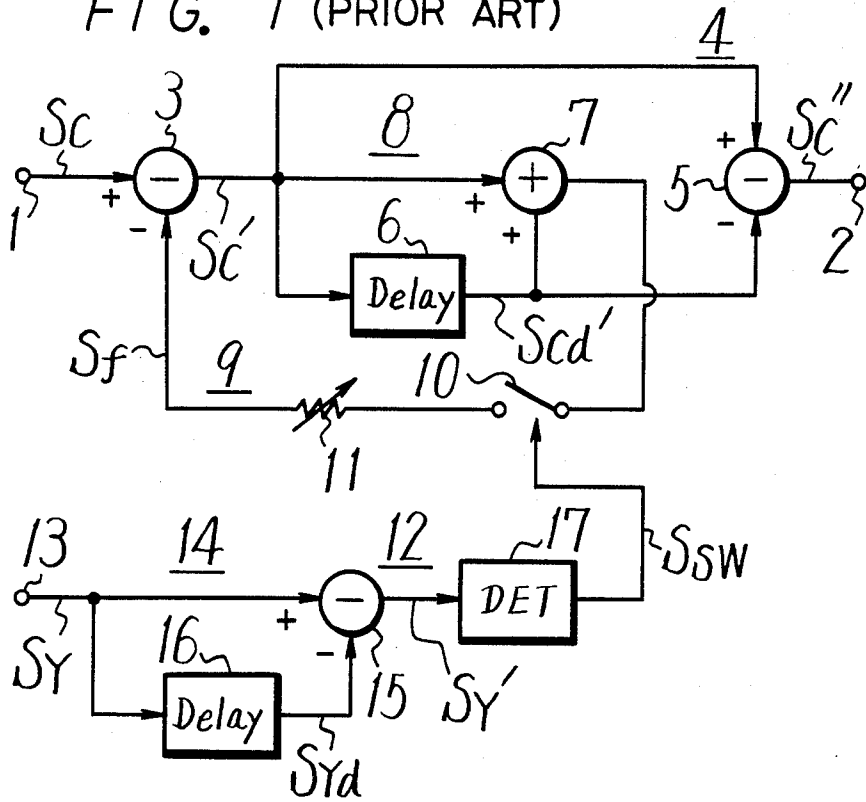 FIG. 1 (PRIOR ART)
4
3
SC
8
7
SC"
+
−
+
−
+
+
5
−
1
−
SC'
+
−
2
6
Delay
SCd'
Sf
9
10
11
13
14
12
17
SSW
−
DET
SY
+
16
−
15
SY'
Delay
SYd